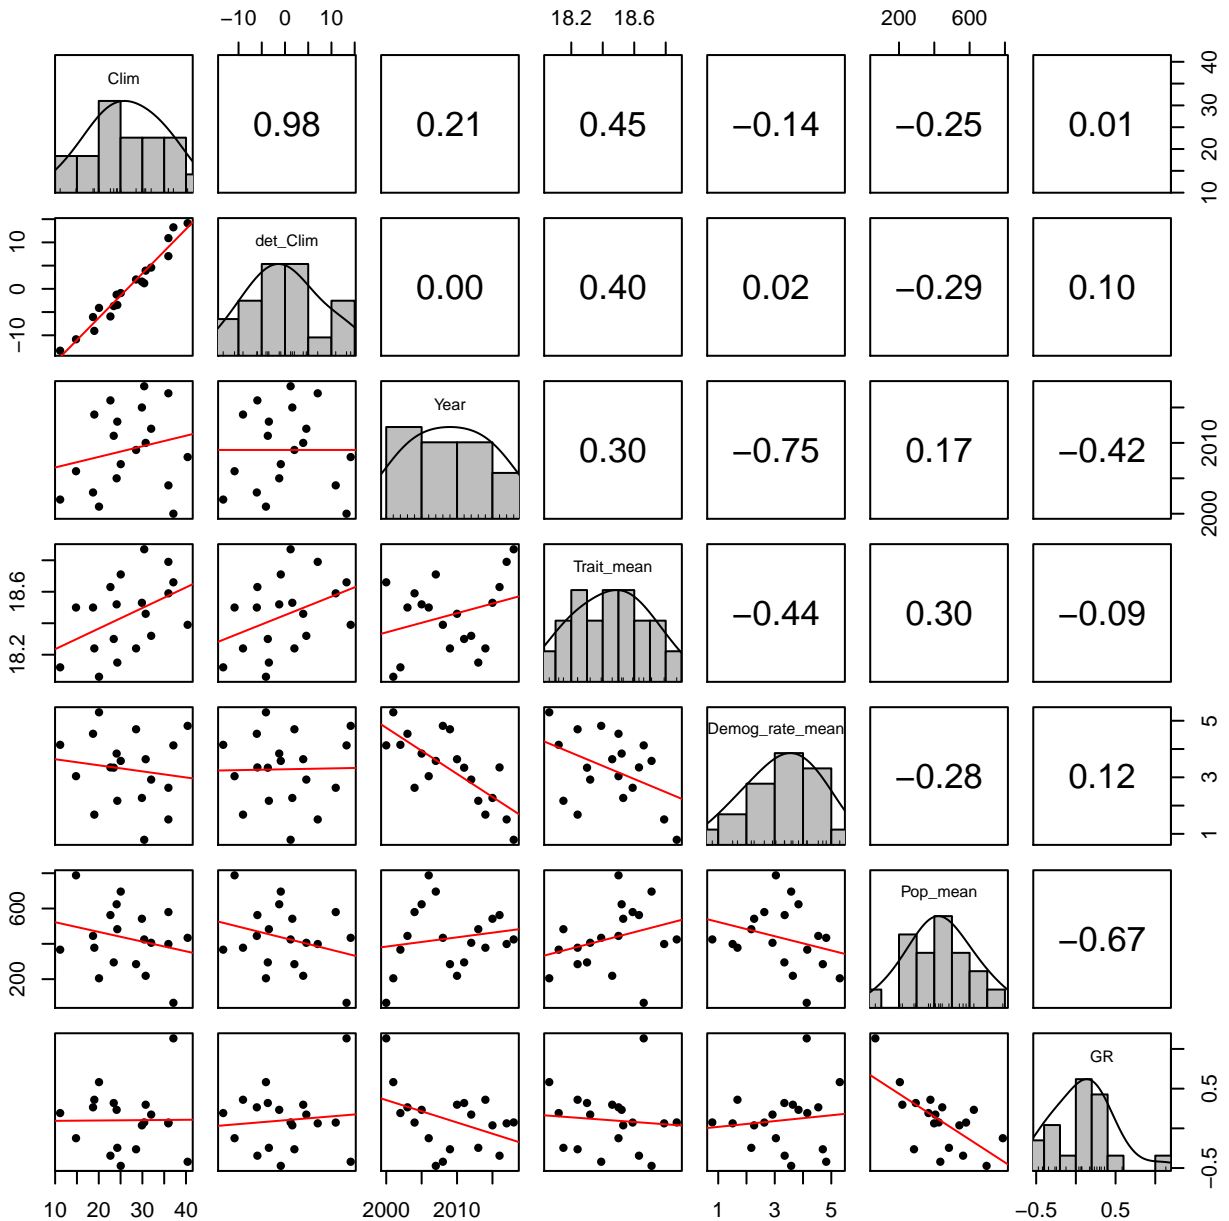 −10 0 10 18.2 18.6 200 600
Clim 0.98 0.21 0.45 −0.14 −0.25 0.01
10 20 30 40
−10 0 10
det_Clim 0.00 0.40 0.02 −0.29 0.10
Year 0.30 −0.75 0.17 −0.42
2000 2010
18.2 18.6
Trait_mean −0.44 0.30 −0.09
Demog_rate_mean −0.28 0.12
1 3 5
200 600
Pop_mean −0.67
GR
−0.5 0.5
10 20 30 40 2000 2010 1 3 5 −0.5 0.5